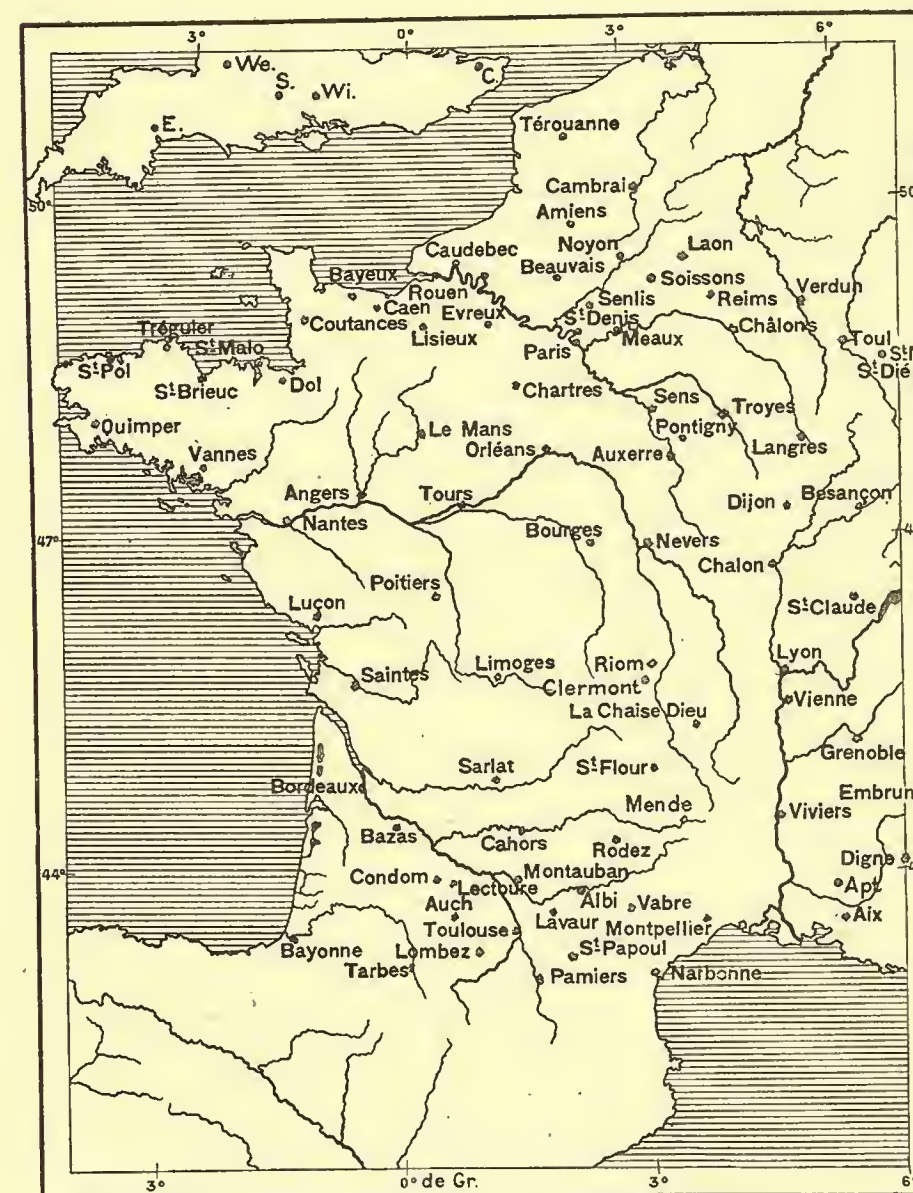 3° 0° 3° 6°
We.
C.
S.
Wi.
E.
Térouanne
50°
Cambrai
50
Amiens
Caudebec
Noyon
Laon
Bayeux
Beauvais
Soissons
Verdun
Rouen
Senlis
Reims
Caen
Evreux
St Denis
Coutances
Lisieux
Meaux
Châlons
Tréguier
St Malo
Paris
Toul
St Pol
St Dié
St Brieuc
Dol
Chartres
Sens
Troyes
Quimper
Le Mans
Pontigny
Orléans
Auxerre
Langres
Vannes
Angers
Tours
Dijon
Besançon
Nantes
Bourges
Nevers
47°
Chalon
Poitiers
Luçon
St Claude
Lyon
Saintes
Limoges
Riom
Clermont
Vienne
La Chaise Dieu
Grenoble
Sarlat
St Flour
Bordeaux
Mende
Embrun
Bazas
Viviers
Cahors
Rodez
Digne
44°
Condom
Montauban
Lectoure
Albi
Vabre
Apt
Auch
Lavaur
Aix
Toulouse
Montpellier
Bayonne
Lombez
St Papoul
Tarbes
Pamiers
Narbonne
3° 0° de Gr. 3° 6°